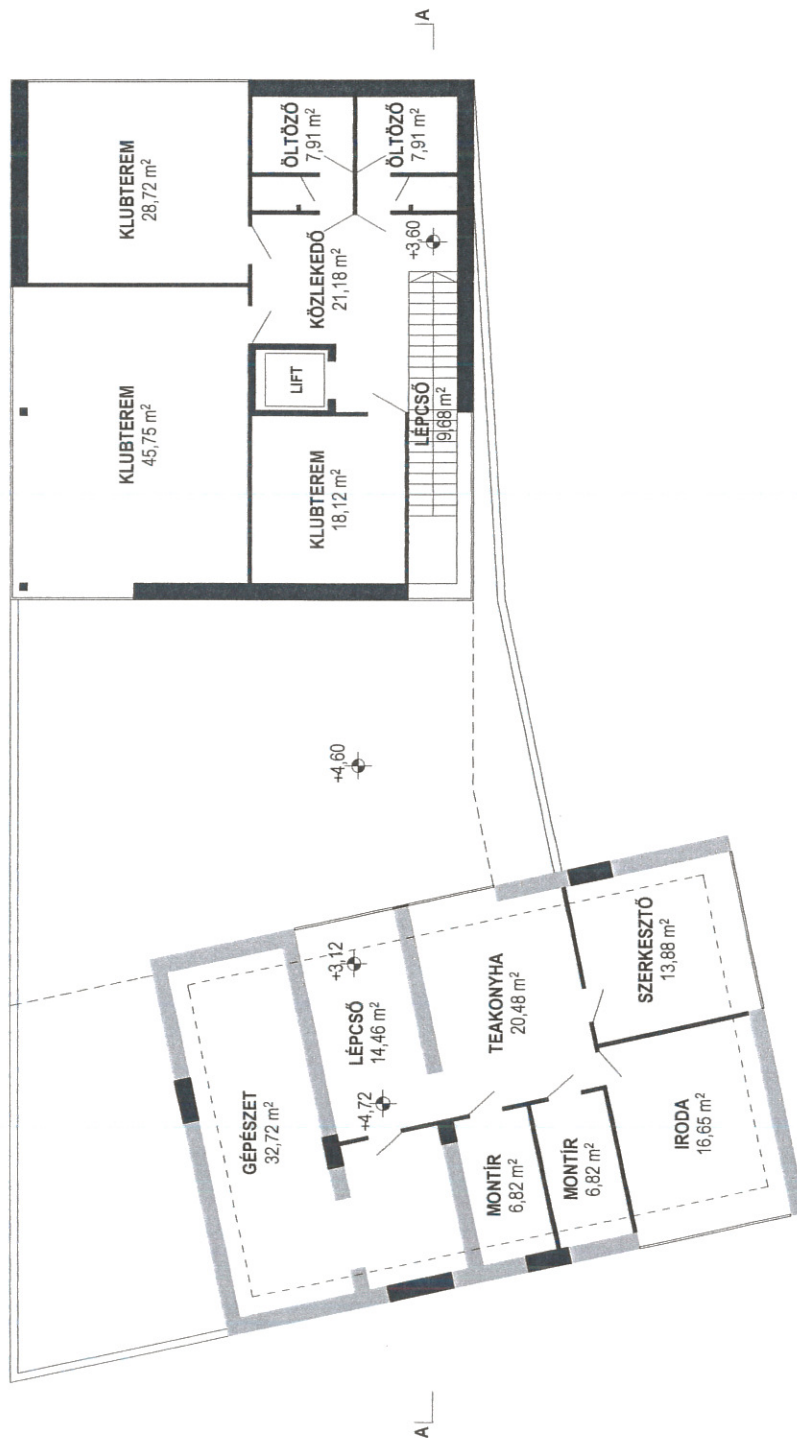 A
KLUBTEREM
28,72 m²
ÖLTÖZŐ
7,91 m²
ÖLTÖZŐ
7,91 m²
KLUBTEREM
45,75 m²
KÖZLEKEDŐ
21,18 m²
+3,60
LIFT
KLUBTEREM
18,12 m²
LÉPCSŐ
9,68 m²
+4,60
GÉPÉSZET
32,72 m²
LÉPCSŐ
14,46 m²
+3,12
+4,72
TEAKONYHA
20,48 m²
SZERKESZTŐ
13,88 m²
MONTÍR
6,82 m²
MONTÍR
6,82 m²
IRODA
16,65 m²
A